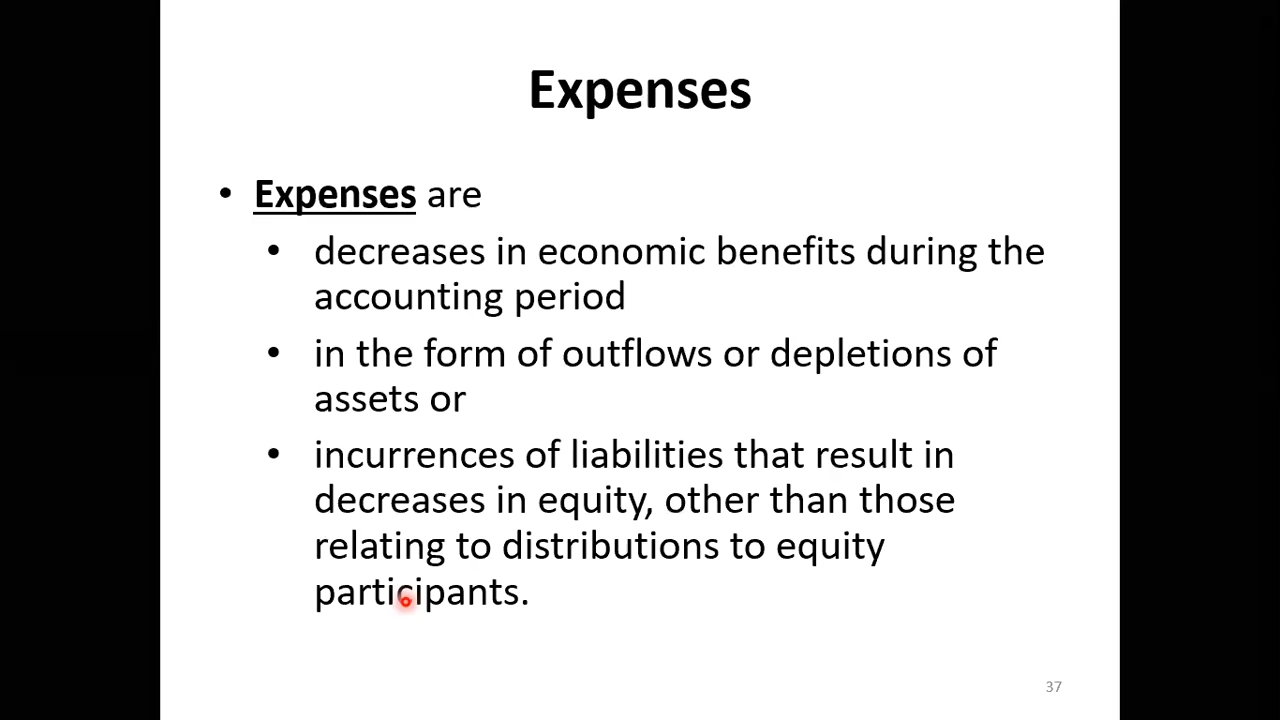 Expenses
• Expenses are
• decreases in economic benefits during the
accounting period
• in the form of outflows or depletions of
assets or
• incurrences of liabilities that result in
decreases in equity, other than those
relating to distributions to equity
participants.
37